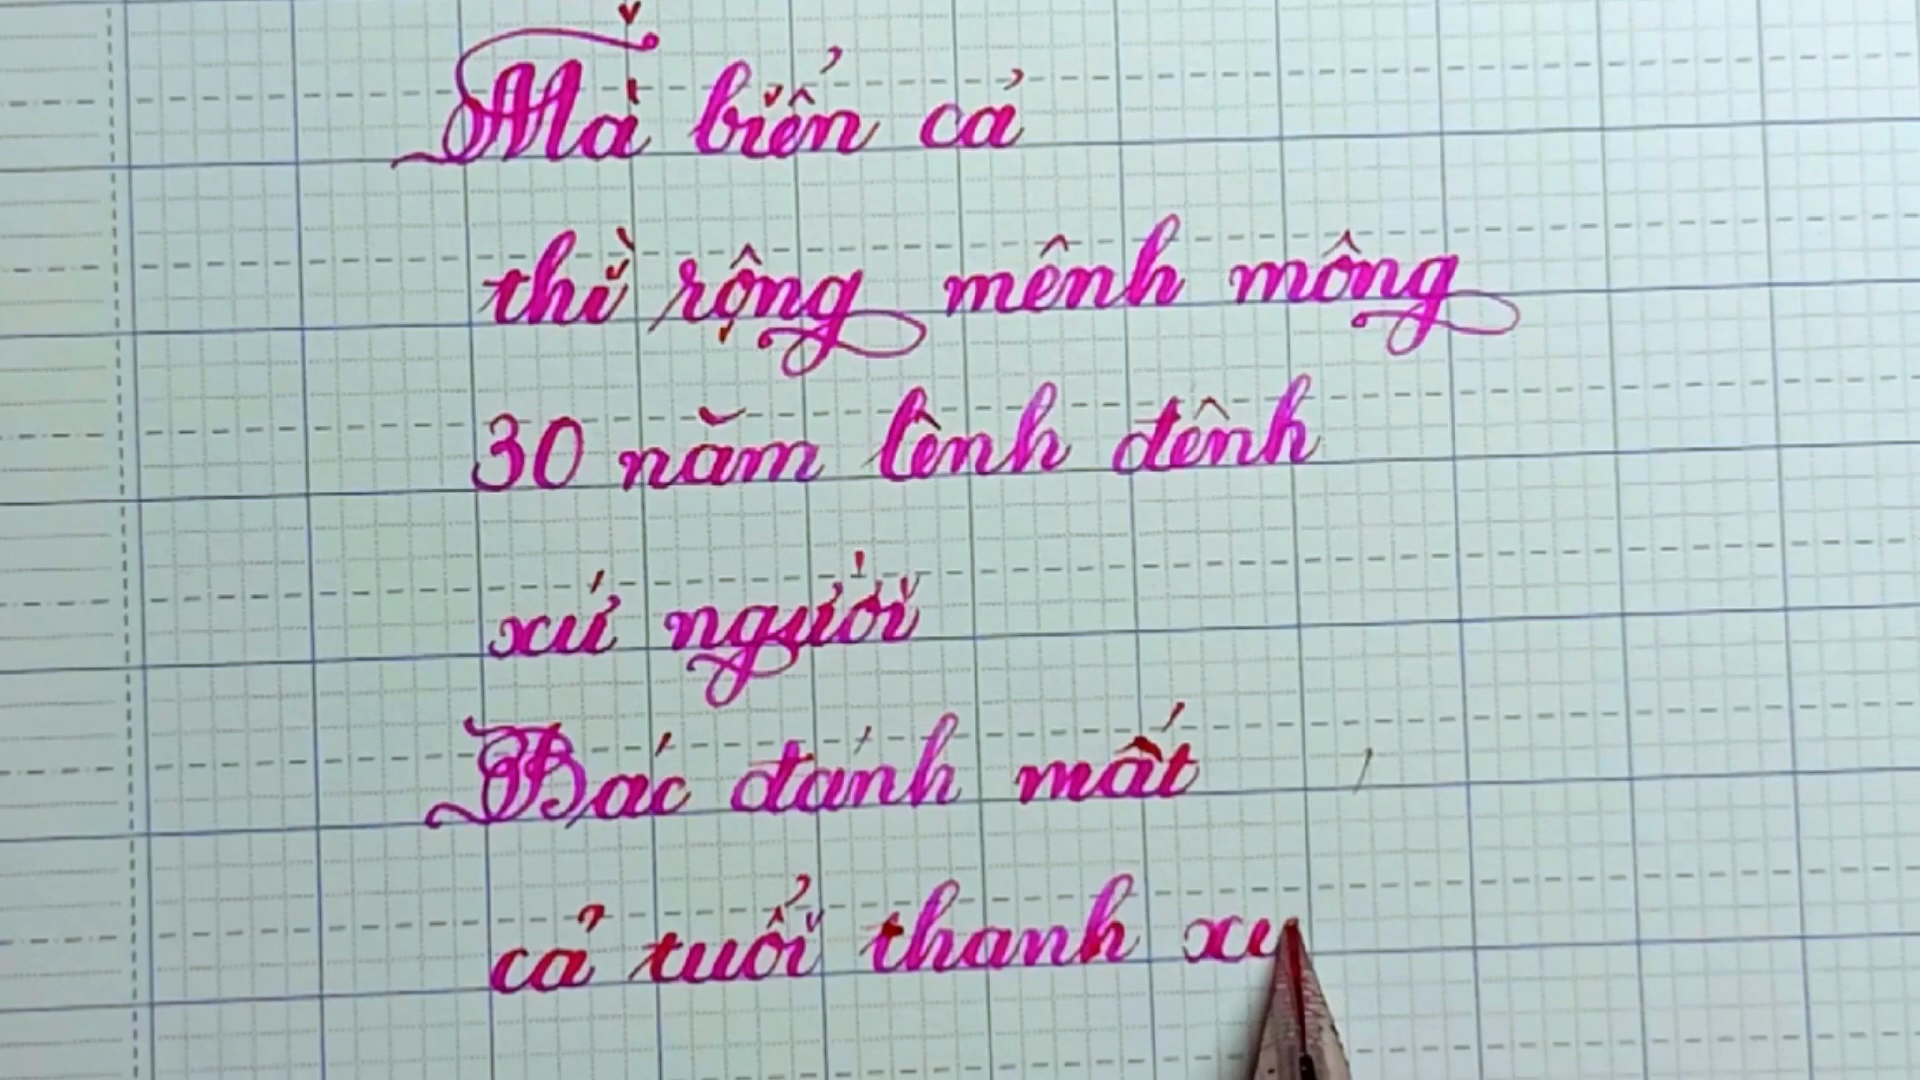 Mà biển cả
thì rộng mênh mông
30 năm lênh đênh
xứ người
Bác đánh mất
cả tuổi thanh xu